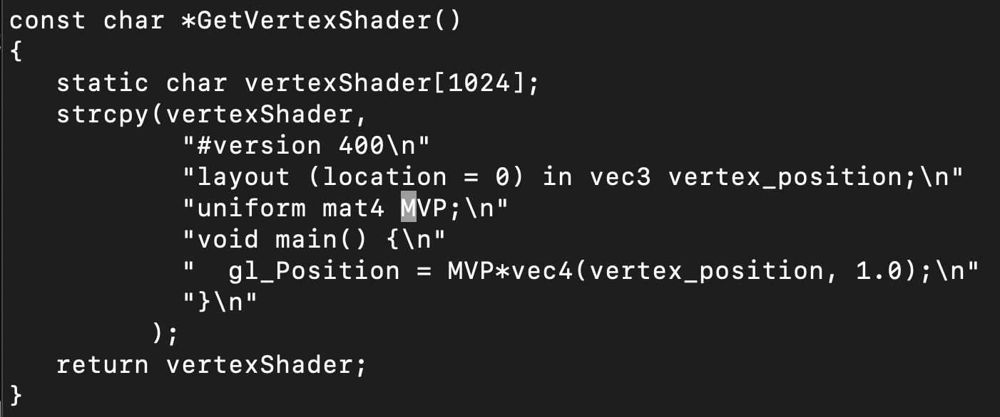 const char *GetVertexShader()
{
   static char vertexShader[1024];
   strcpy(vertexShader,
           "#version 400\n"
           "layout (location = 0) in vec3 vertex_position;\n"
           "uniform mat4 MVP;\n"
           "void main() {\n"
           "  gl_Position = MVP*vec4(vertex_position, 1.0);\n"
           "}\n"
         );
   return vertexShader;
}